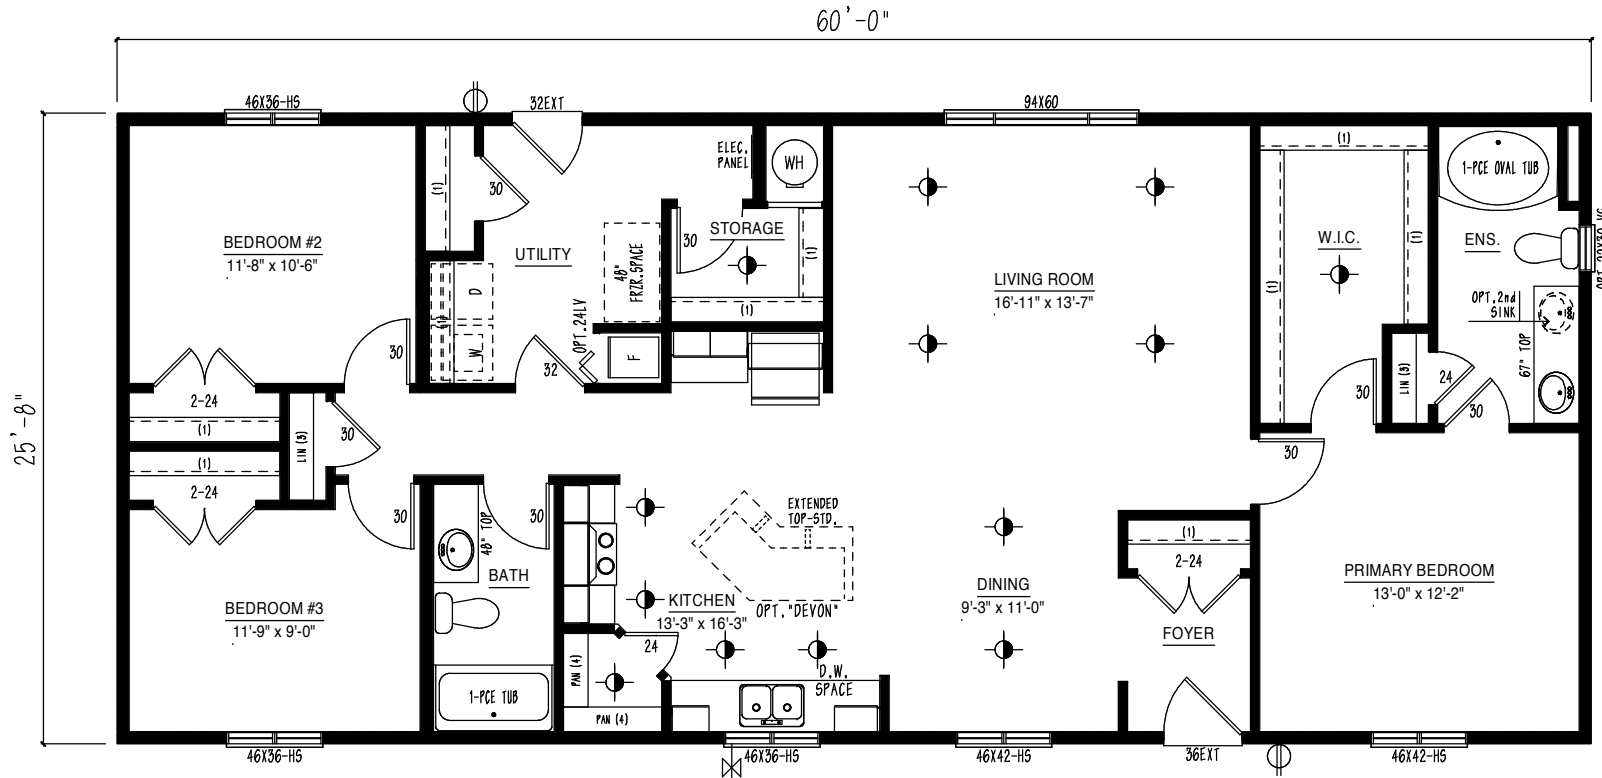 60'-0"
46X36-HS
32EXT
94X60
25'-8"
BEDROOM #2
11'-8" x 10'-6"
30
2-24
(1)
(1)
2-24
LIN (3)
30
30
BEDROOM #3
11'-9" x 9'-0"
46X36-HS
(1)
30
UTILITY
D
(1)
W
48"
FRZR.SPACE
OPT.24LV
32
F
ELEC.
PANEL
WH
STORAGE
30
(1)
(1)
48" TOP
30
BATH
1-PCE TUB
KITCHEN
13'-3" x 16'-3"
EXTENDED
TOP-STD.
OPT. "DEVON"
24
PAN (4)
PAN (4)
D.W.
SPACE
46X36-HS
LIVING ROOM
16'-11" x 13'-7"
DINING
9'-3" x 11'-0"
46X42-HS
(1)
2-24
FOYER
36EXT
(1)
(1)
(1)
W.I.C.
30
LIN (3)
24
30
30
1-PCE OVAL TUB
ENS.
OPT.2nd
SINK
67" TOP
PRIMARY BEDROOM
13'-0" x 12'-2"
46X42-HS